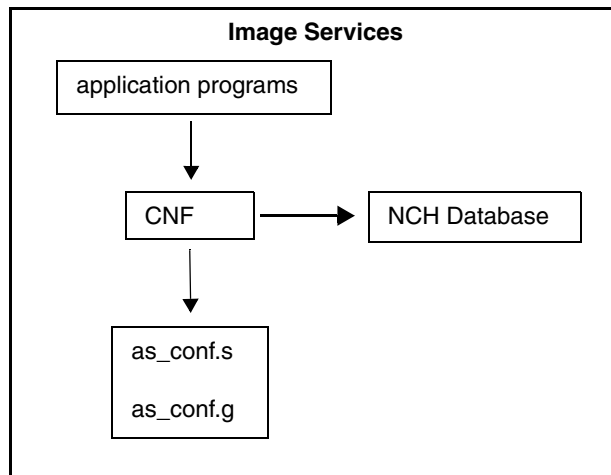 Image Services
application programs
CNF
NCH Database
as_conf.s
as_conf.g